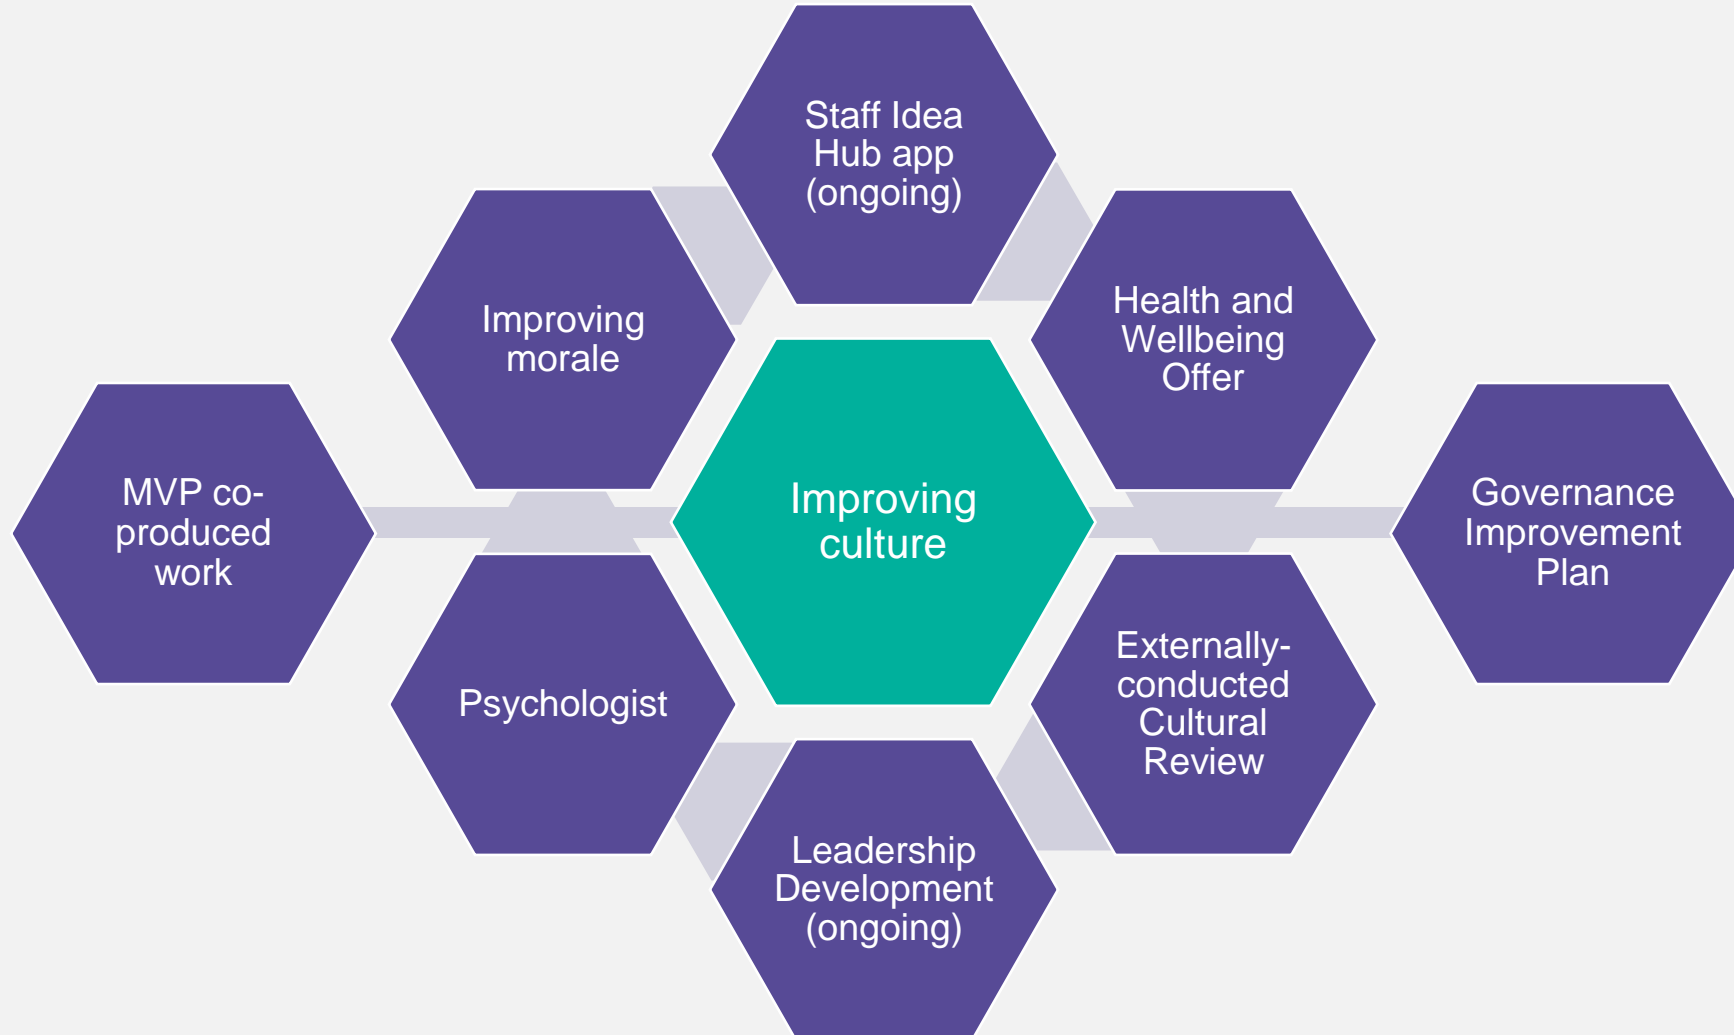 Staff Idea
Hub app
(ongoing)
Improving
morale
Health and
Wellbeing
Offer
MVP co-
produced
work
Improving
culture
Governance
Improvement
Plan
Psychologist
Externally-
conducted
Cultural
Review
Leadership
Development
(ongoing)